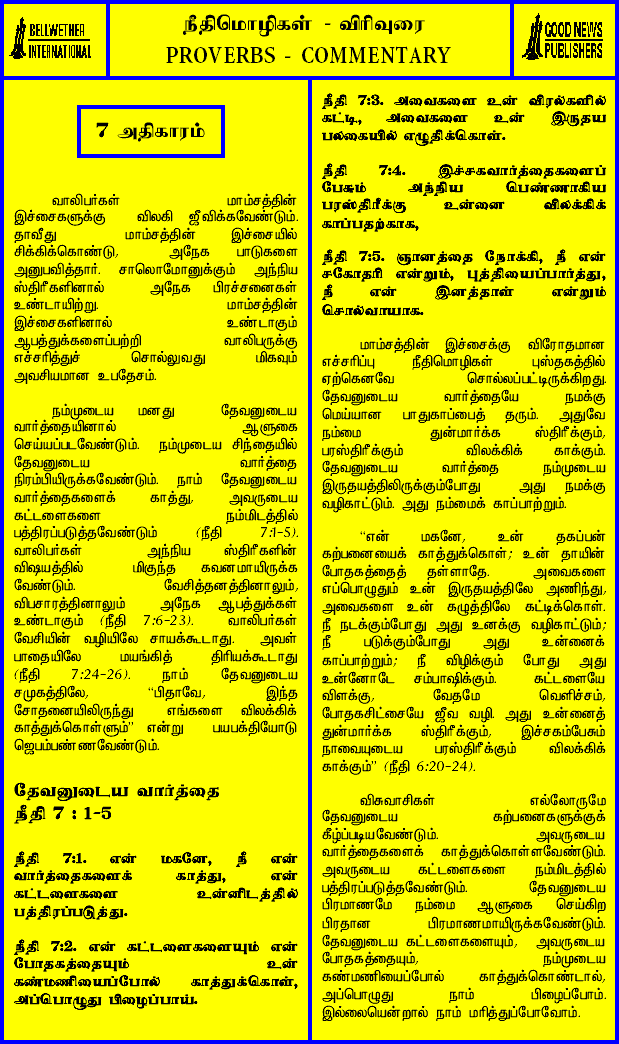 BELLWETHER
INTERNATIONAL
நீதிமொழிகள் - விரிவுரை
PROVERBS - COMMENTARY
GOOD NEWS
PUBLISHERS
7 அதிகாரம்
வாலிபர்கள் மாம்சத்தின்
இச்சைகளுக்கு விலகி ஜீவிக்கவேண்டும்.
தாவீது மாம்சத்தின் இச்சையில்
சிக்கிக்கொண்டு, அநேக பாடுகளை
அனுபவித்தார். சாலொமோனுக்கும் அந்நிய
ஸ்திரீகளினால் அநேக பிரச்சனைகள்
உண்டாயிற்று. மாம்சத்தின்
இச்சைகளினால் உண்டாகும்
ஆபத்துக்களைப்பற்றி வாலிபருக்கு
எச்சரித்துச் சொல்லுவது மிகவும்
அவசியமான உபதேசம்.
நம்முடைய மனது தேவனுடைய
வார்த்தையினால் ஆளுகை
செய்யப்படவேண்டும். நம்முடைய சிந்தையில்
தேவனுடைய வார்த்தை
நிரம்பியிருக்கவேண்டும். நாம் தேவனுடைய
வார்த்தைகளைக் காத்து, அவருடைய
கட்டளைகளை நம்மிடத்தில்
பத்திரப்படுத்தவேண்டும் (நீதி 7:1-5).
வாலிபர்கள் அந்நிய ஸ்திரீகளின்
விஷயத்தில் மிகுந்த கவனமாயிருக்க
வேண்டும். வேசித்தனத்தினாலும்,
விபசாரத்தினாலும் அநேக ஆபத்துக்கள்
உண்டாகும் (நீதி 7:6-23). வாலிபர்கள்
வேசியின் வழியிலே சாயக்கூடாது. அவள்
பாதையிலே மயங்கித் திரியக்கூடாது
(நீதி 7:24-26). நாம் தேவனுடைய
சமுகத்திலே, "பிதாவே, இந்த
சோதனையிலிருந்து எங்களை விலக்கிக்
காத்துக்கொள்ளும்" என்று பயபக்தியோடு
ஜெபம்பண்ணவேண்டும்.
தேவனுடைய வார்த்தை
நீதி 7 : 1-5
நீதி 7:1. என் மகனே, நீ என்
வார்த்தைகளைக் காத்து, என்
கட்டளைகளை உன்னிடத்தில்
பத்திரப்படுத்து.
நீதி 7:2. என் கட்டளைகளையும் என்
போதகத்தையும் உன்
கண்மணியைப்போல் காத்துக்கொள்,
அப்பொழுது பிழைப்பாய்.
நீதி 7:3. அவைகளை உன் விரல்களில்
கட்டி, அவைகளை உன் இருதய
பலகையில் எழுதிக்கொள்.
நீதி 7:4. இச்சகவார்த்தைகளைப்
பேசும் அந்நிய பெண்ணாகிய
பரஸ்திரீக்கு உன்னை விலக்கிக்
காப்பதற்காக,
நீதி 7:5. ஞானத்தை நோக்கி, நீ என்
சகோதரி என்றும், புத்தியைப்பார்த்து,
நீ என் இனத்தான் என்றும்
சொல்வாயாக.
மாம்சத்தின் இச்சைக்கு விரோதமான
எச்சரிப்பு நீதிமொழிகள் புஸ்தகத்தில்
ஏற்கெனவே சொல்லப்பட்டிருக்கிறது.
தேவனுடைய வார்த்தையே நமக்கு
மெய்யான பாதுகாப்பைத் தரும். அதுவே
நம்மை துன்மார்க்க ஸ்திரீக்கும்,
பரஸ்திரீக்கும் விலக்கிக் காக்கும்.
தேவனுடைய வார்த்தை நம்முடைய
இருதயத்திலிருக்கும்போது அது நமக்கு
வழிகாட்டும். அது நம்மைக் காப்பாற்றும்.
"என் மகனே, உன் தகப்பன்
கற்பனையைக் காத்துக்கொள்; உன் தாயின்
போதகத்தைத் தள்ளாதே. அவைகளை
எப்பொழுதும் உன் இருதயத்திலே அணிந்து,
அவைகளை உன் கழுத்திலே கட்டிக்கொள்.
நீ நடக்கும்போது அது உனக்கு வழிகாட்டும்;
நீ படுக்கும்போது அது உன்னைக்
காப்பாற்றும்; நீ விழிக்கும் போது அது
உன்னோடே சம்பாஷிக்கும். கட்டளையே
விளக்கு, வேதமே வெளிச்சம்,
போதகசிட்சையே ஜீவ வழி. அது உன்னைத்
துன்மார்க்க ஸ்திரீக்கும், இச்சகம்பேசும்
நாவையுடைய பரஸ்திரீக்கும் விலக்கிக்
காக்கும்" (நீதி 6:20-24).
விசுவாசிகள் எல்லோருமே
தேவனுடைய கற்பனைகளுக்குக்
கீழ்ப்படியவேண்டும். அவருடைய
வார்த்தைகளைக் காத்துக்கொள்ளவேண்டும்.
அவருடைய கட்டளைகளை நம்மிடத்தில்
பத்திரப்படுத்தவேண்டும். தேவனுடைய
பிரமாணமே நம்மை ஆளுகை செய்கிற
பிரதான பிரமாணமாயிருக்கவேண்டும்.
தேவனுடைய கட்டளைகளையும், அவருடைய
போதகத்தையும், நம்முடைய
கண்மணியைப்போல் காத்துக்கொண்டால்,
அப்பொழுது நாம் பிழைப்போம்.
இல்லையென்றால் நாம் மரித்துப்போவோம்.